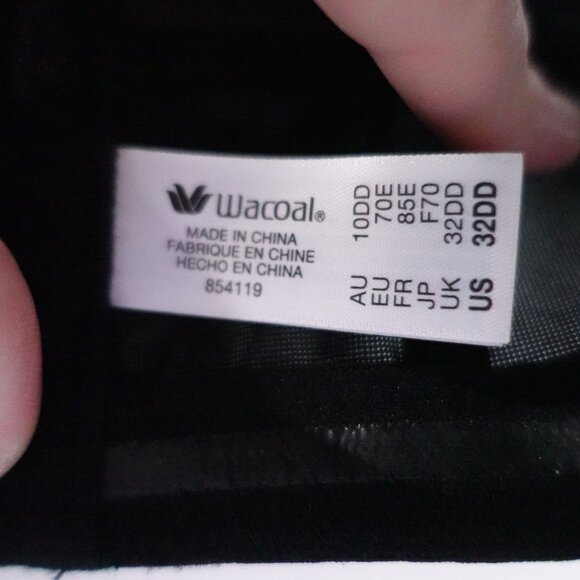 Wacoal®
MADE IN CHINA
FABRIQUE EN CHINE
HECHO EN CHINA
854119
AU 10DD
EU 70E
FR 85E
JP F70
UK 32DD
US 32DD